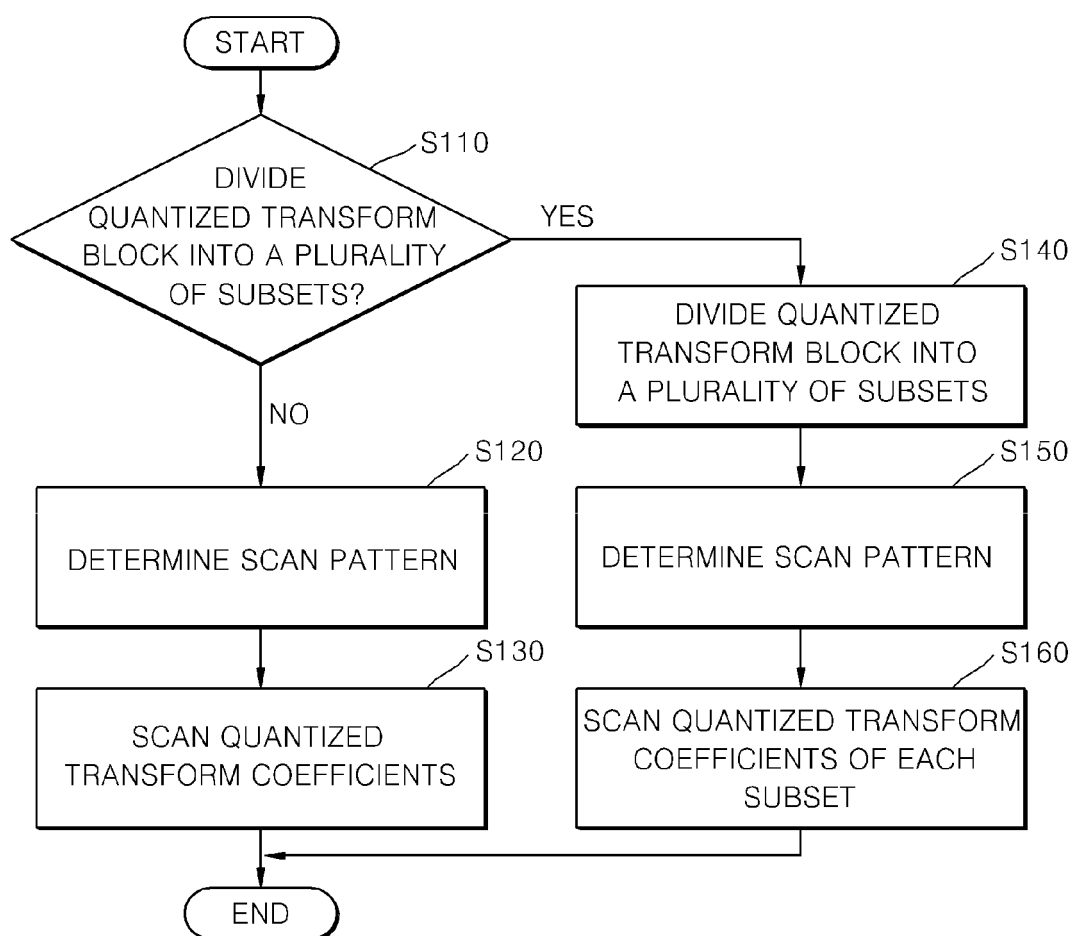 START
S110
DIVIDE
QUANTIZED TRANSFORM
BLOCK INTO A PLURALITY
OF SUBSETS?
YES
NO
S140
DIVIDE QUANTIZED
TRANSFORM BLOCK INTO
A PLURALITY OF SUBSETS
S120
DETERMINE SCAN PATTERN
S150
DETERMINE SCAN PATTERN
S130
SCAN QUANTIZED
TRANSFORM COEFFICIENTS
S160
SCAN QUANTIZED TRANSFORM
COEFFICIENTS OF EACH
SUBSET
END